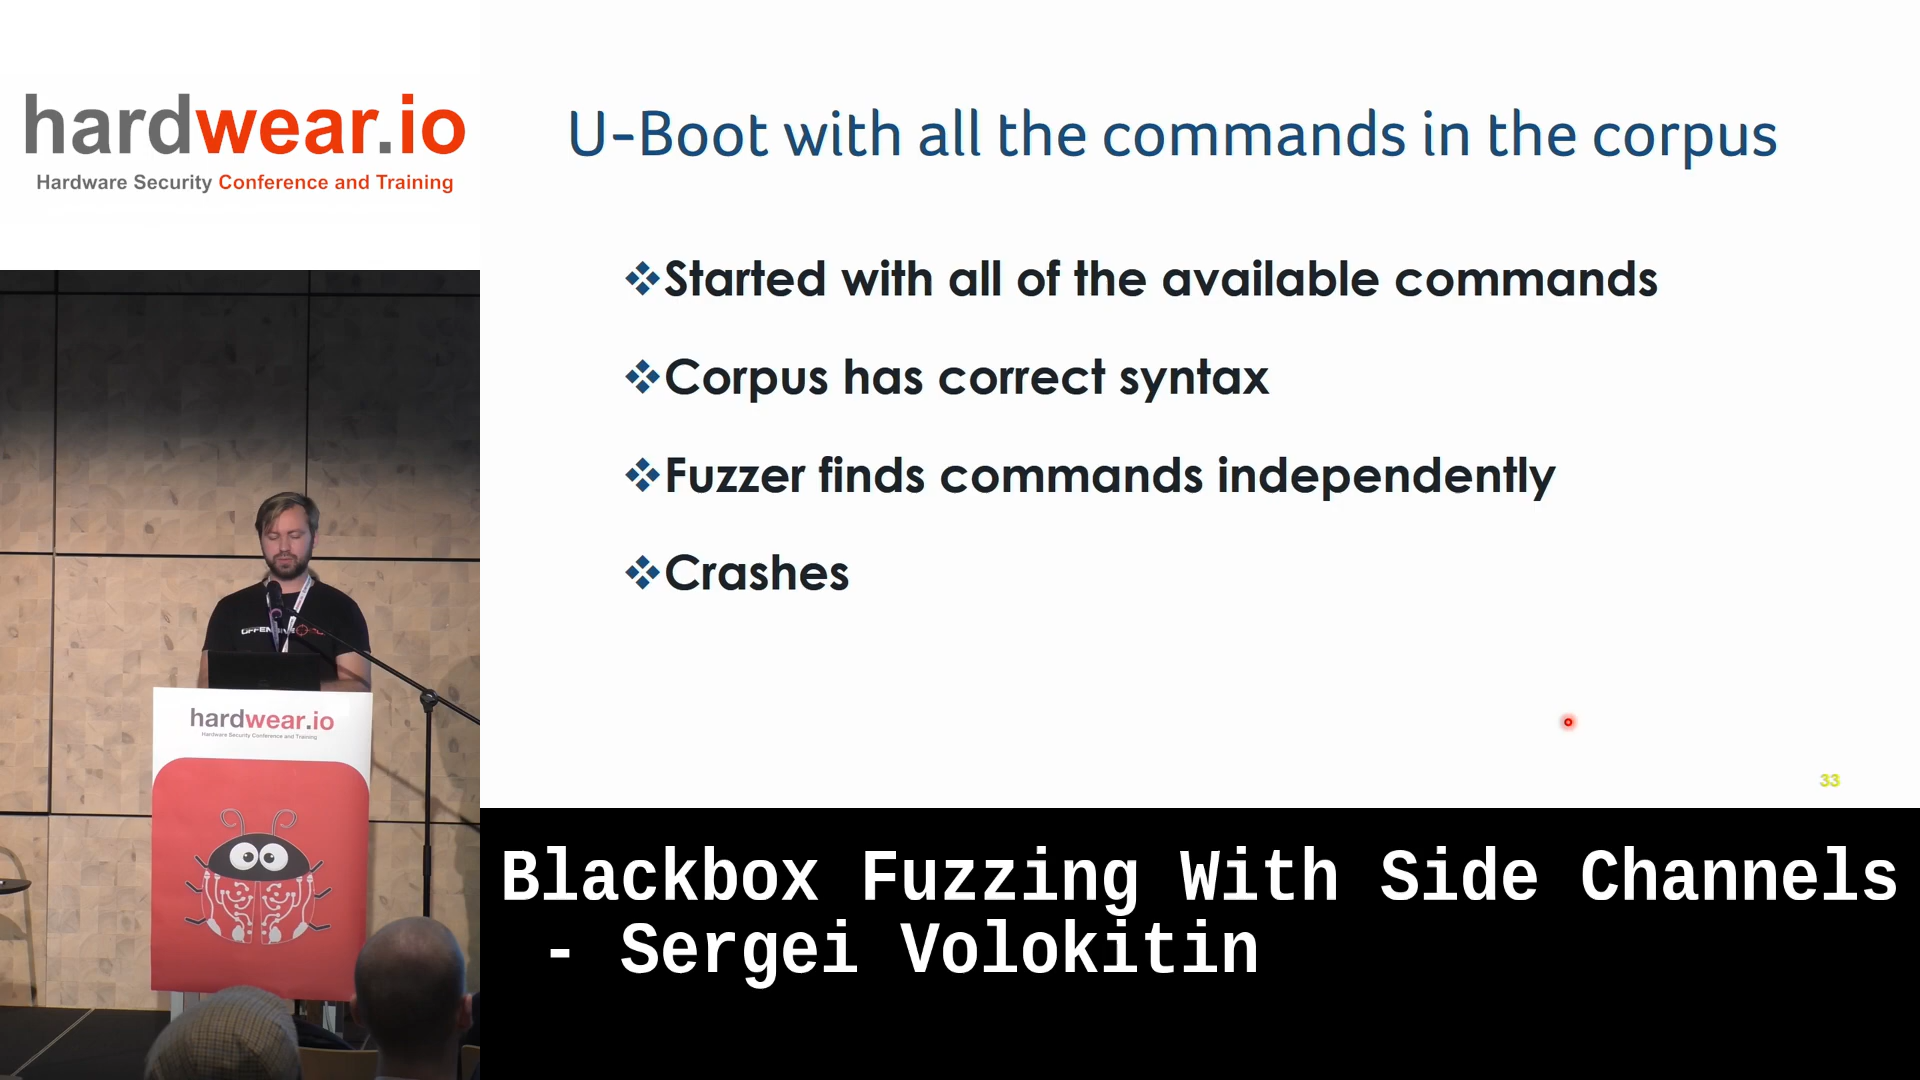 hardwear.io
Hardware Security Conference and Training
U-Boot with all the commands in the corpus
❖Started with all of the available commands
❖Corpus has correct syntax
❖Fuzzer finds commands independently
❖Crashes
33
hardwear.io
Hardware Security Conference and Training
Blackbox Fuzzing With Side Channels
- Sergei Volokitin